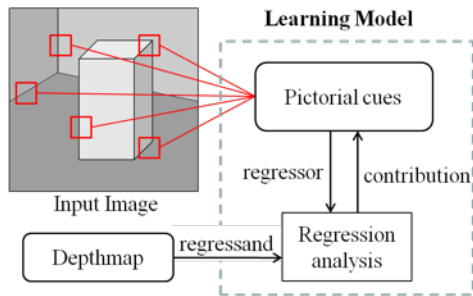 Learning Model
Pictorial cues
Input Image
regressor
contribution
Depthmap
regressand
Regression
analysis